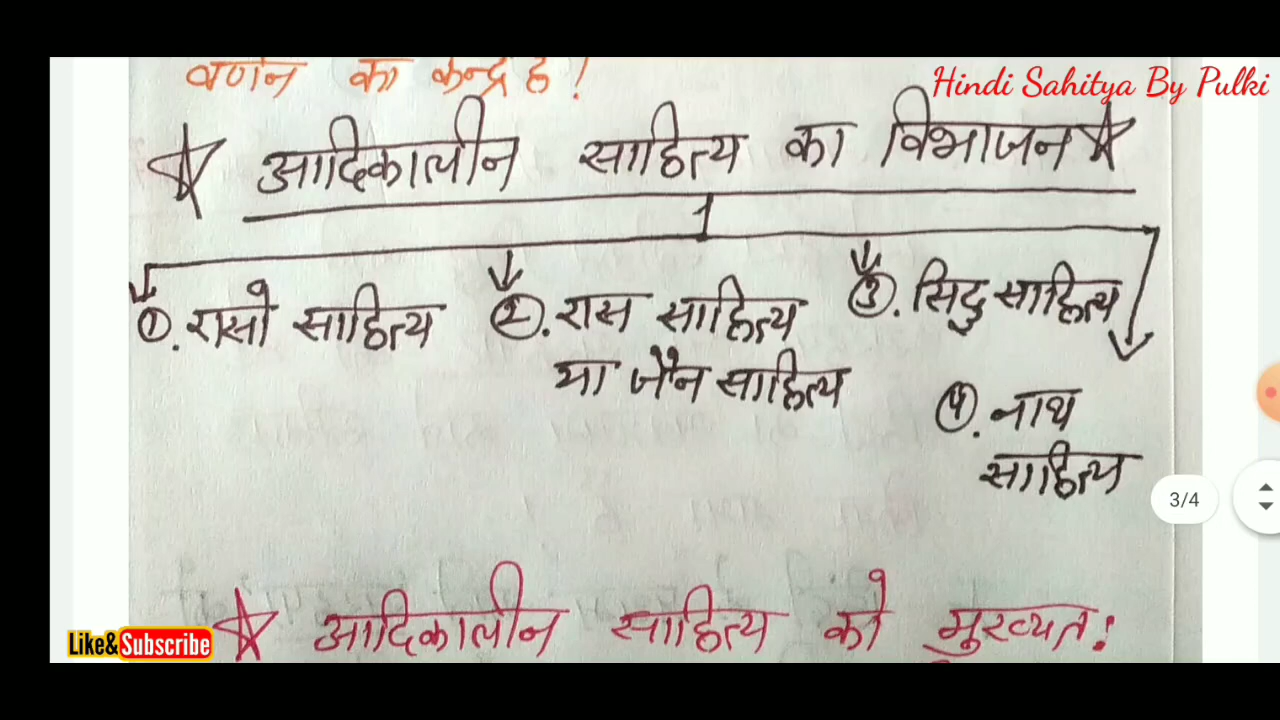 वर्णन का केन्द्र है!
Hindi Sahitya By Pulki
आदिकालीन साहित्य का विभाजन
1. रासो साहित्य
2. रास साहित्य
या जैन साहित्य
3. सिद्ध साहित्य
4. नाथ
साहित्य
3/4
आदिकालीन साहित्य को मुख्यत:
Like&Subscribe